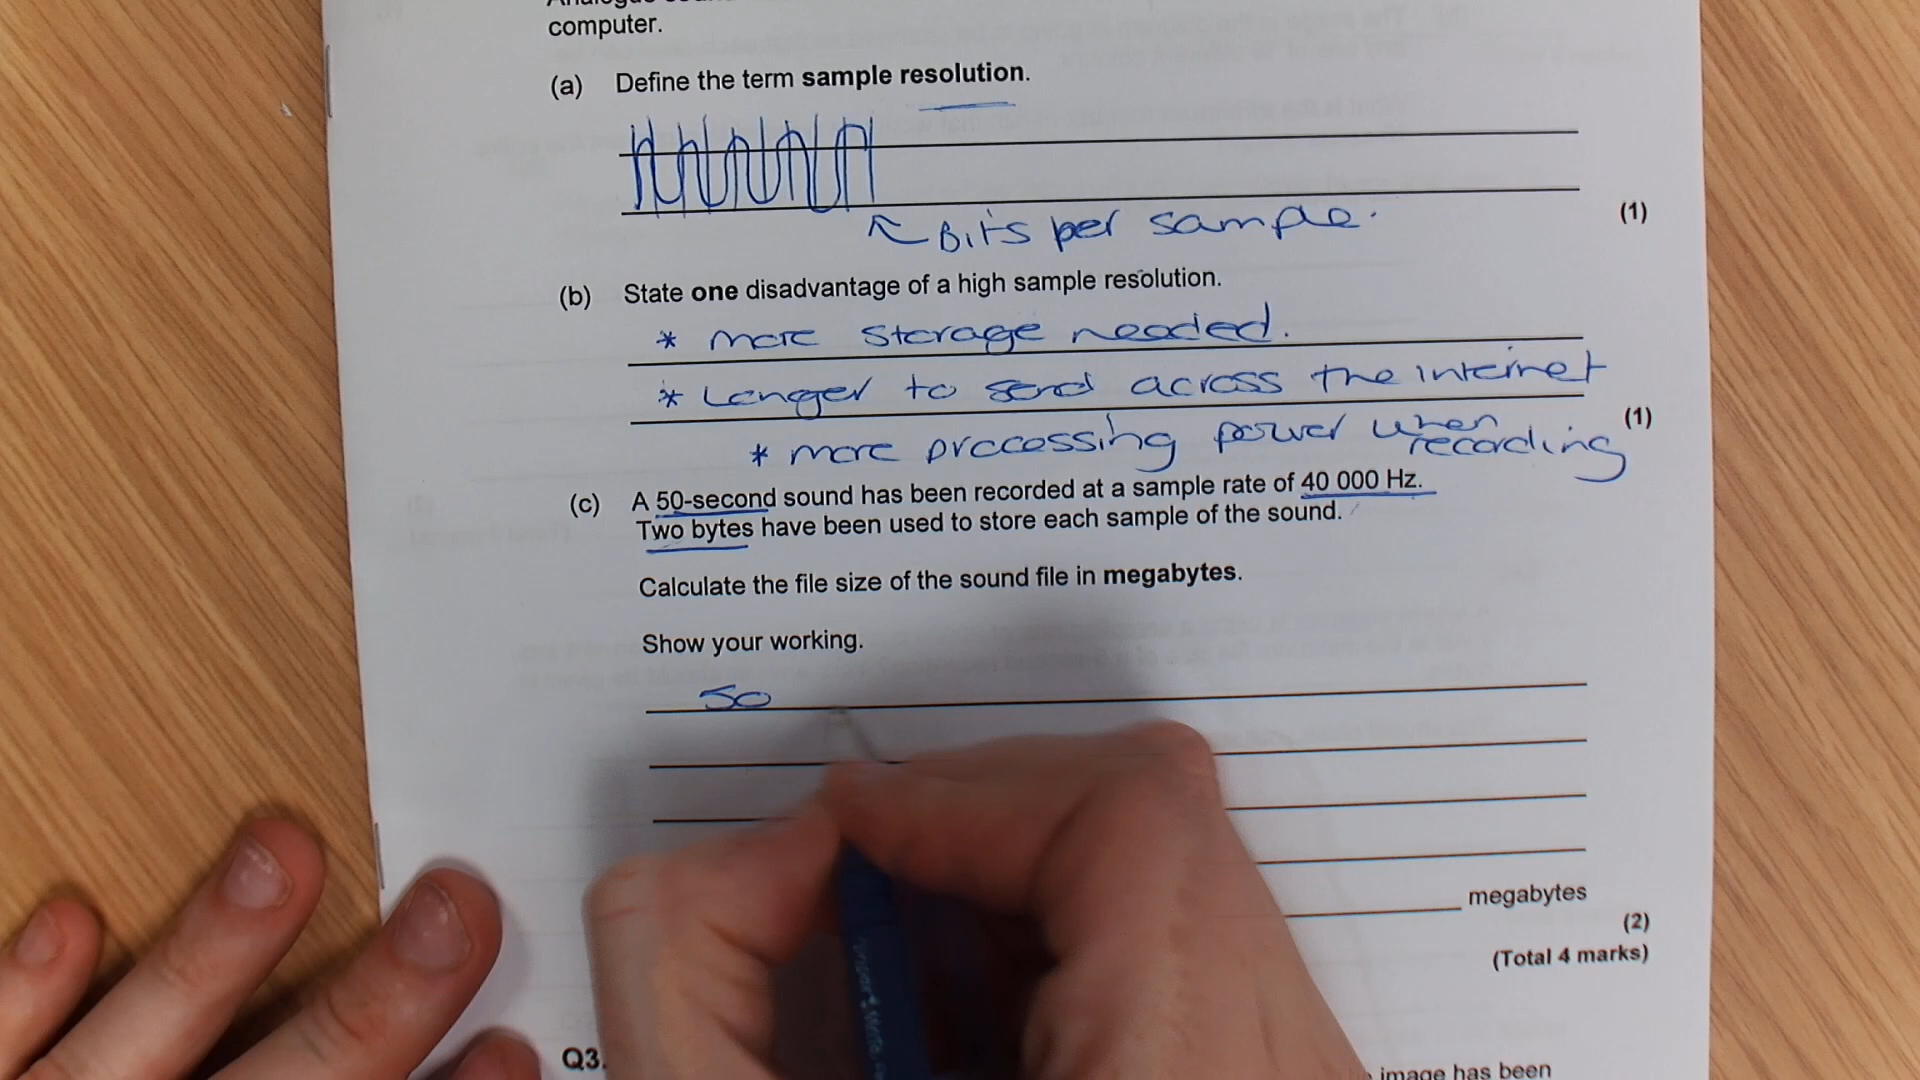 computer.
(a) Define the term sample resolution.
Bits per sample.
(1)
(b) State one disadvantage of a high sample resolution.
* more storage needed.
* Longer to send across the internet
(1)
* more processing power when recording
(c) A 50-second sound has been recorded at a sample rate of 40 000 Hz.
Two bytes have been used to store each sample of the sound.
Calculate the file size of the sound file in megabytes.
Show your working.
50
megabytes
(2)
(Total 4 marks)
Q3.
image has been